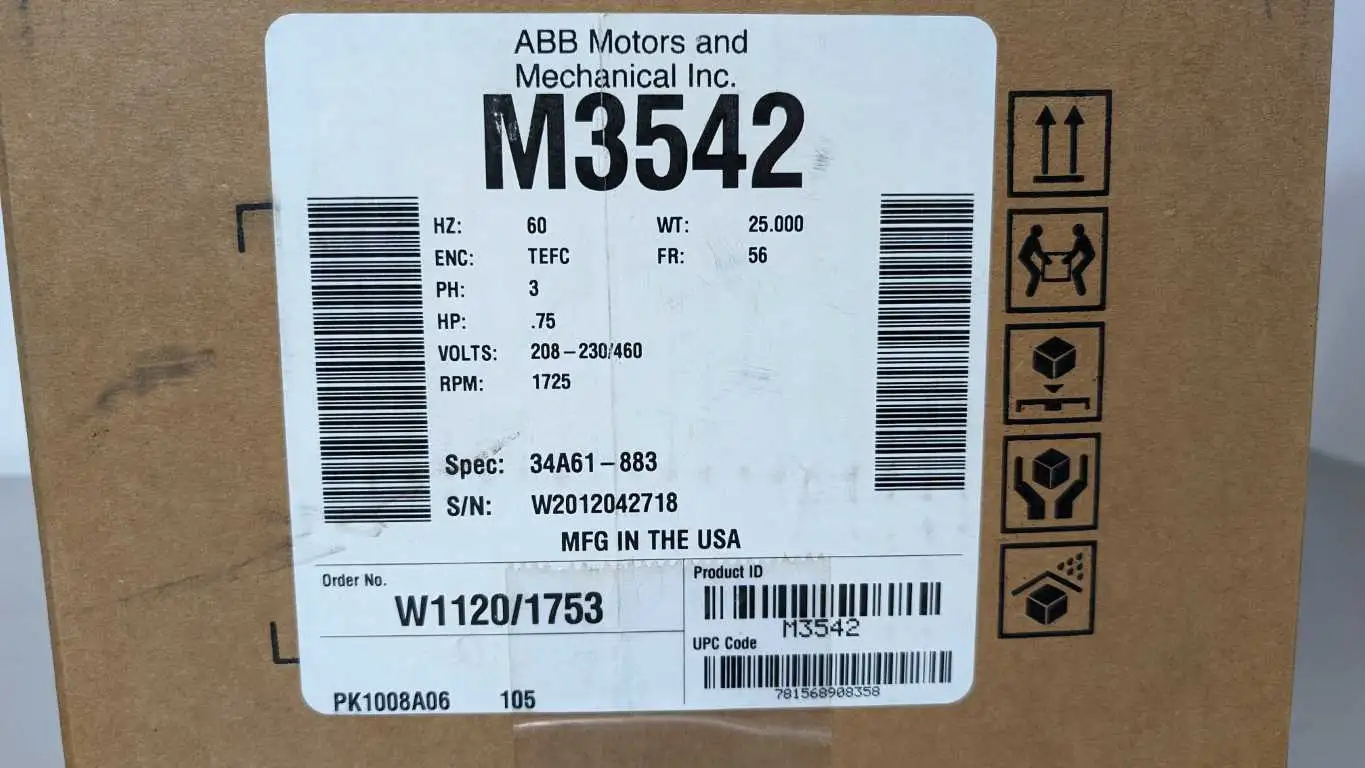 ABB Motors and
Mechanical Inc.
M3542
HZ: 60 WT: 25.000
ENC: TEFC FR: 56
PH: 3
HP: .75
VOLTS: 208-230/460
RPM: 1725
Spec: 34A61-883
S/N: W2012042718
MFG IN THE USA
Order No.
W1120/1753
PK1008A06 105
Product ID
M3542
UPC Code
781568908358